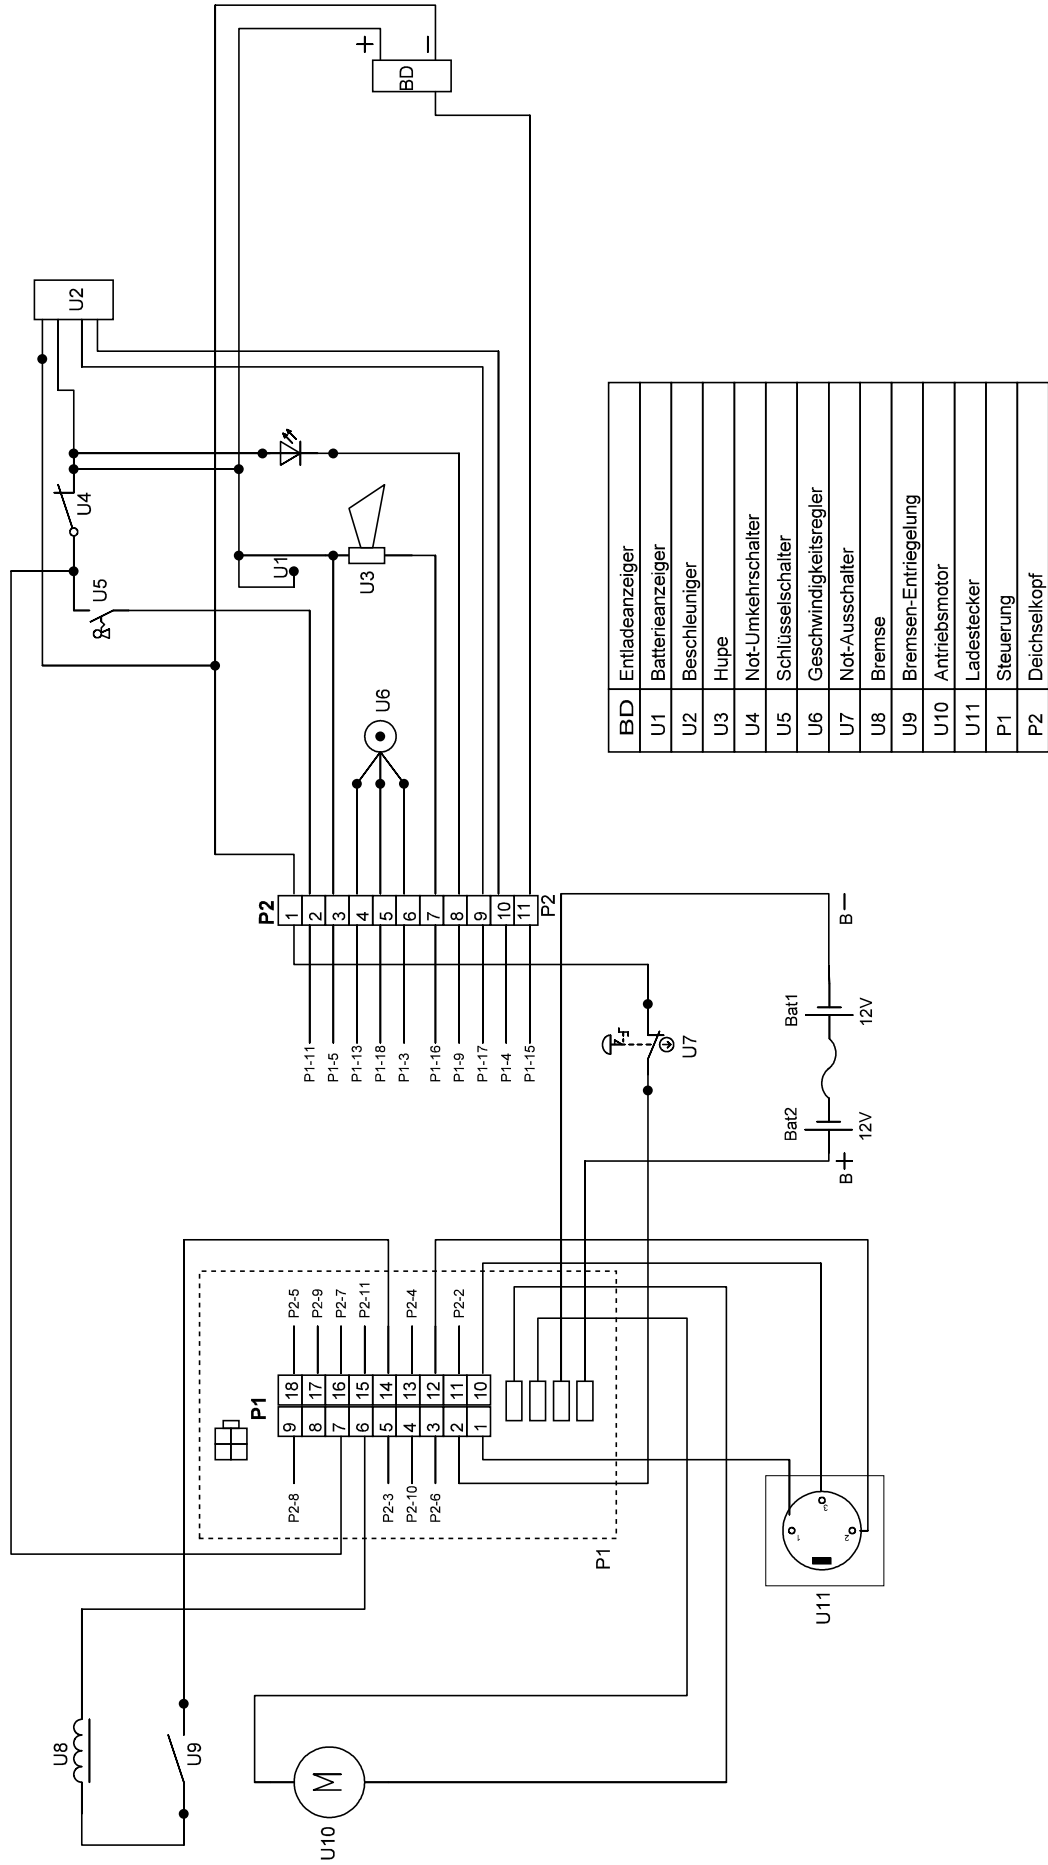 U8
U9
U10
M
P1
9
8
7
6
5
4
3
2
1
18
17
16
15
14
13
12
11
10
P2-8
P2-3
P2-10
P2-6
P2-5
P2-9
P2-7
P2-11
P2-4
P2-2
P1
U11
1
2
3
P2
1
2
3
4
5
6
7
8
9
10
11
P2
P1-11
P1-5
P1-13
P1-18
P1-3
P1-16
P1-9
P1-17
P1-4
P1-15
U7
B+
Bat2
12V
Bat1
12V
B−
U6
U5
U4
U1
U3
U2
+
−
BD
BD Entladeanzeiger
U1 Batterieanzeiger
U2 Beschleuniger
U3 Hupe
U4 Not-Umkehrschalter
U5 Schlüsselschalter
U6 Geschwindigkeitsregler
U7 Not-Ausschalter
U8 Bremse
U9 Bremsen-Entriegelung
U10 Antriebsmotor
U11 Ladestecker
P1 Steuerung
P2 Deichselkopf